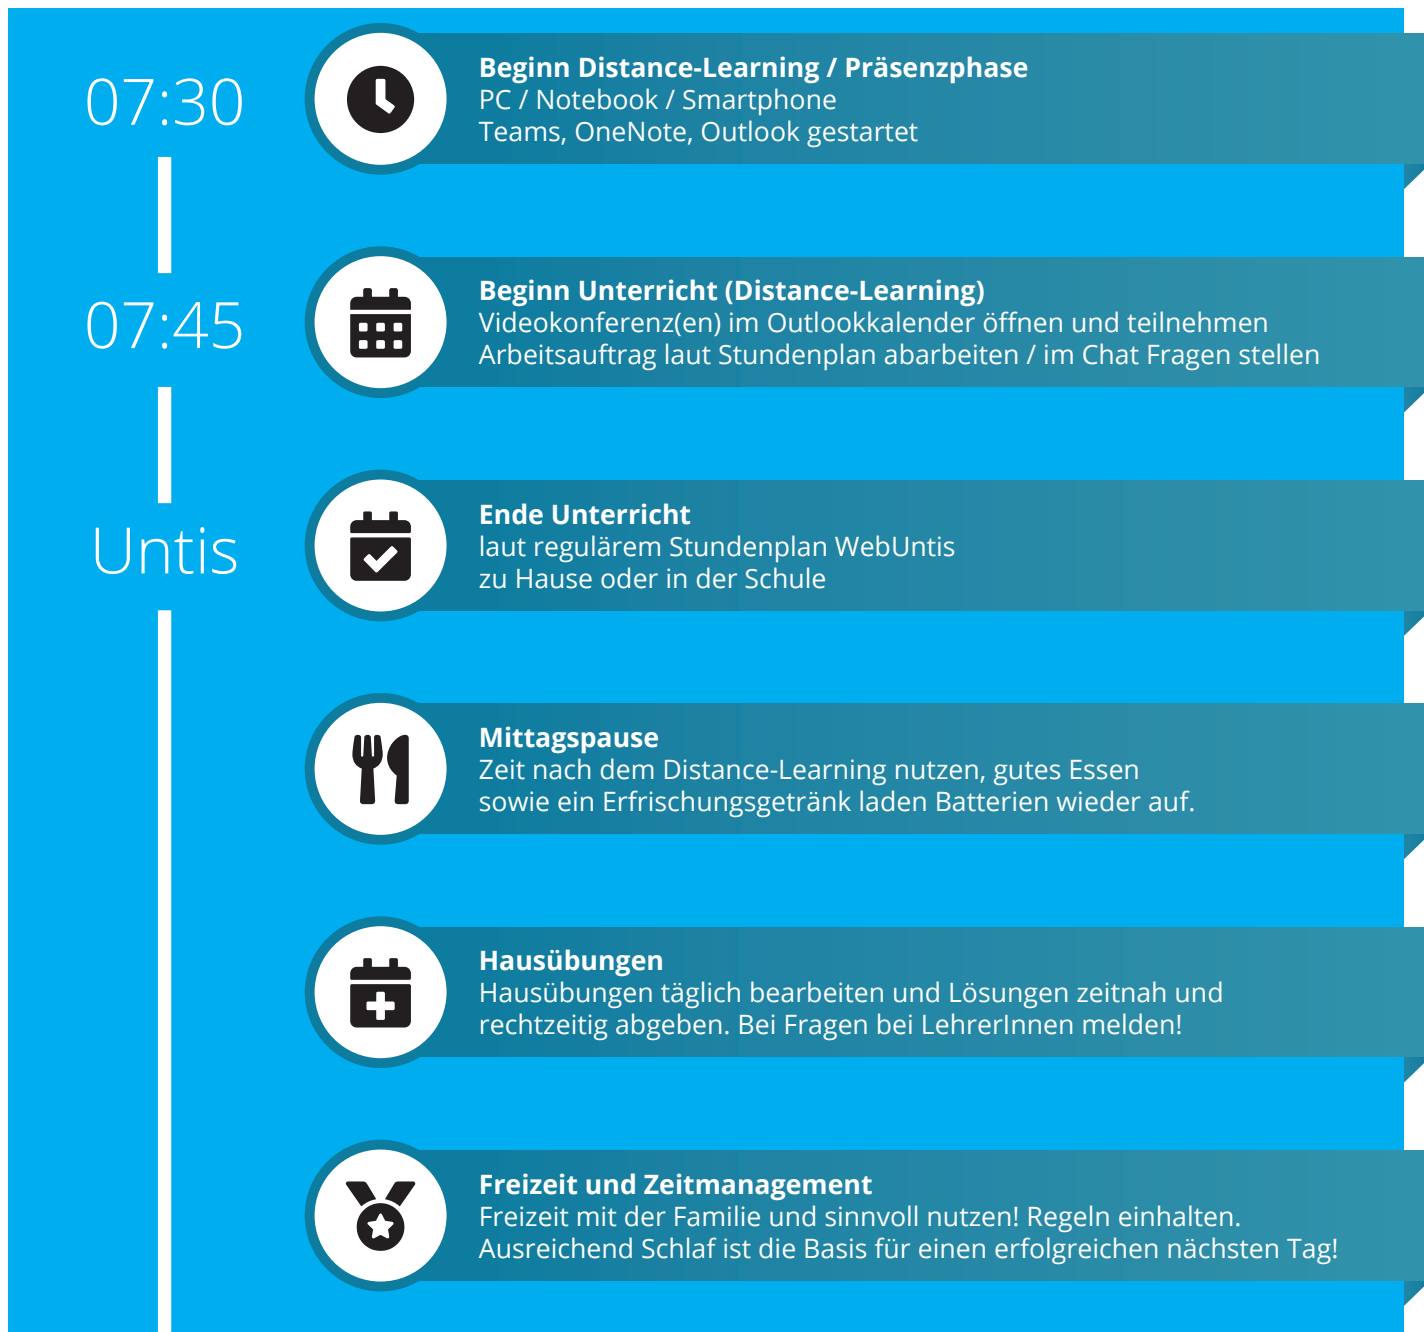 07:30
Beginn Distance-Learning / Präsenzphase
PC / Notebook / Smartphone
Teams, OneNote, Outlook gestartet
07:45
Beginn Unterricht (Distance-Learning)
Videokonferenz(en) im Outlookkalender öffnen und teilnehmen
Arbeitsauftrag laut Stundenplan abarbeiten / im Chat Fragen stellen
Untis
Ende Unterricht
laut regulärem Stundenplan WebUntis
zu Hause oder in der Schule
Mittagspause
Zeit nach dem Distance-Learning nutzen, gutes Essen
sowie ein Erfrischungsgetränk laden Batterien wieder auf.
Hausübungen
Hausübungen täglich bearbeiten und Lösungen zeitnah und
rechtzeitig abgeben. Bei Fragen bei LehrerInnen melden!
Freizeit und Zeitmanagement
Freizeit mit der Familie und sinnvoll nutzen! Regeln einhalten.
Ausreichend Schlaf ist die Basis für einen erfolgreichen nächsten Tag!